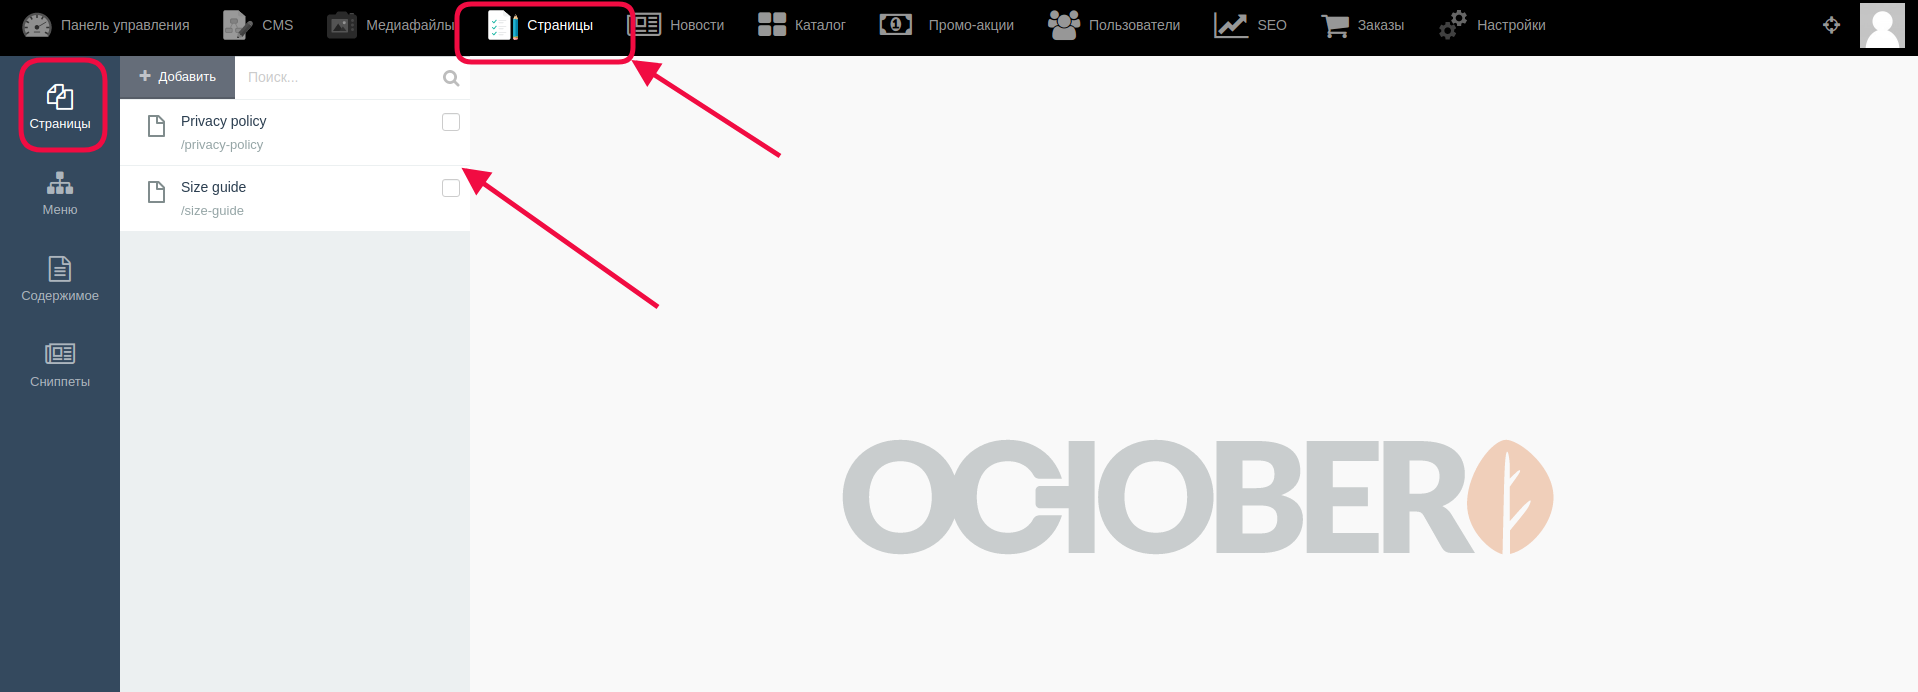 Панель управления CMS Медиафайлы Страницы Новости Каталог Промо-акции Пользователи SEO Заказы Настройки
Страницы
Меню
Содержимое
Сниппеты
Добавить Поиск...
Privacy policy
/privacy-policy
Size guide
/size-guide
OCTOBER